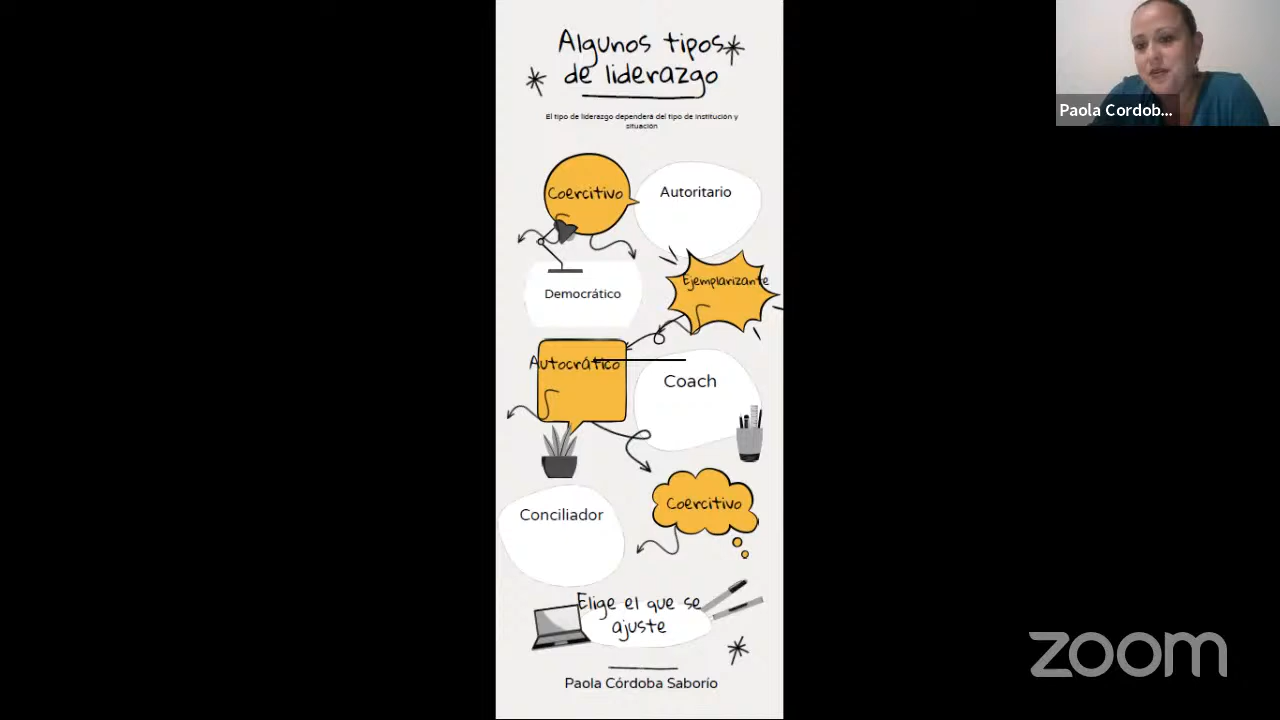 Algunos tipos
de liderazgo
El tipo de liderazgo dependerá del tipo de institución y
situación
Coercitivo
Autoritario
Democrático
Ejemplarizante
Autocrático
Coach
Coercitivo
Conciliador
Elige el que se
ajuste
Paola Córdoba Saborío
Paola Cordob...
zoom